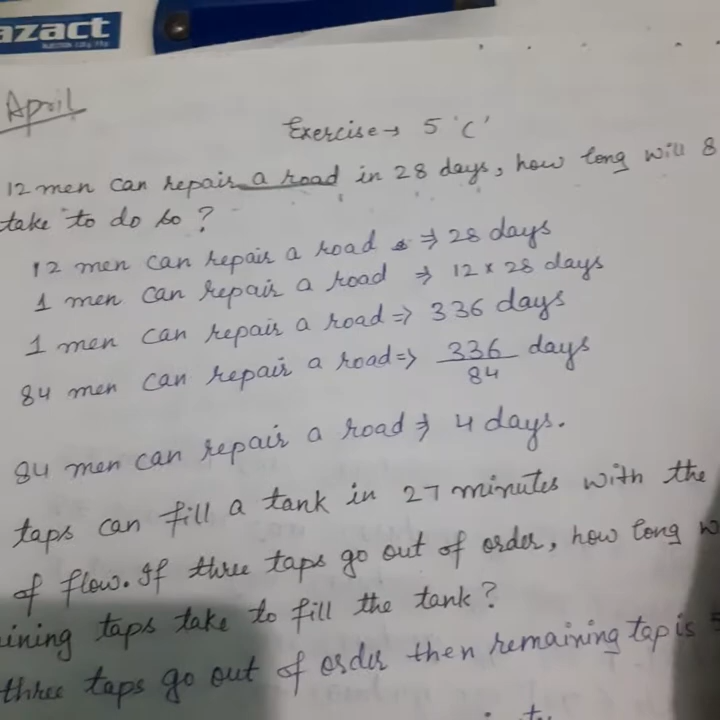 azact
April
Exercise → 5 'C'
12 men can repair a road in 28 days, how long will 8
take to do so?
12 men can repair a road ⇒ 28 days
1 men can repair a road ⇒ 12 x 28 days
1 men can repair a road => 336 days
84 men can repair a road => 336/84 days
84 men can repair a road ⇒ 4 days.
taps can fill a tank in 27 minutes with the
of flow. If three taps go out of order, how long w
ining taps take to fill the tank?
three taps go out of order then remaining tap is